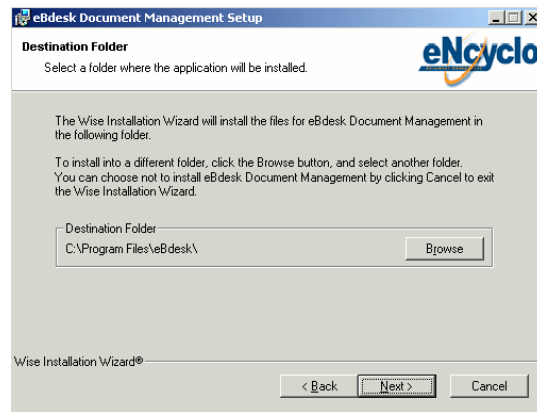 eBdesk Document Management Setup
Destination Folder
Select a folder where the application will be installed.
eNcyclo
The Wise Installation Wizard will install the files for eBdesk Document Management in
the following folder.
To install into a different folder, click the Browse button, and select another folder.
You can choose not to install eBdesk Document Management by clicking Cancel to exit
the Wise Installation Wizard.
Destination Folder
C:\Program Files\eBdesk\
Browse
Wise Installation Wizard®
< Back
Next >
Cancel